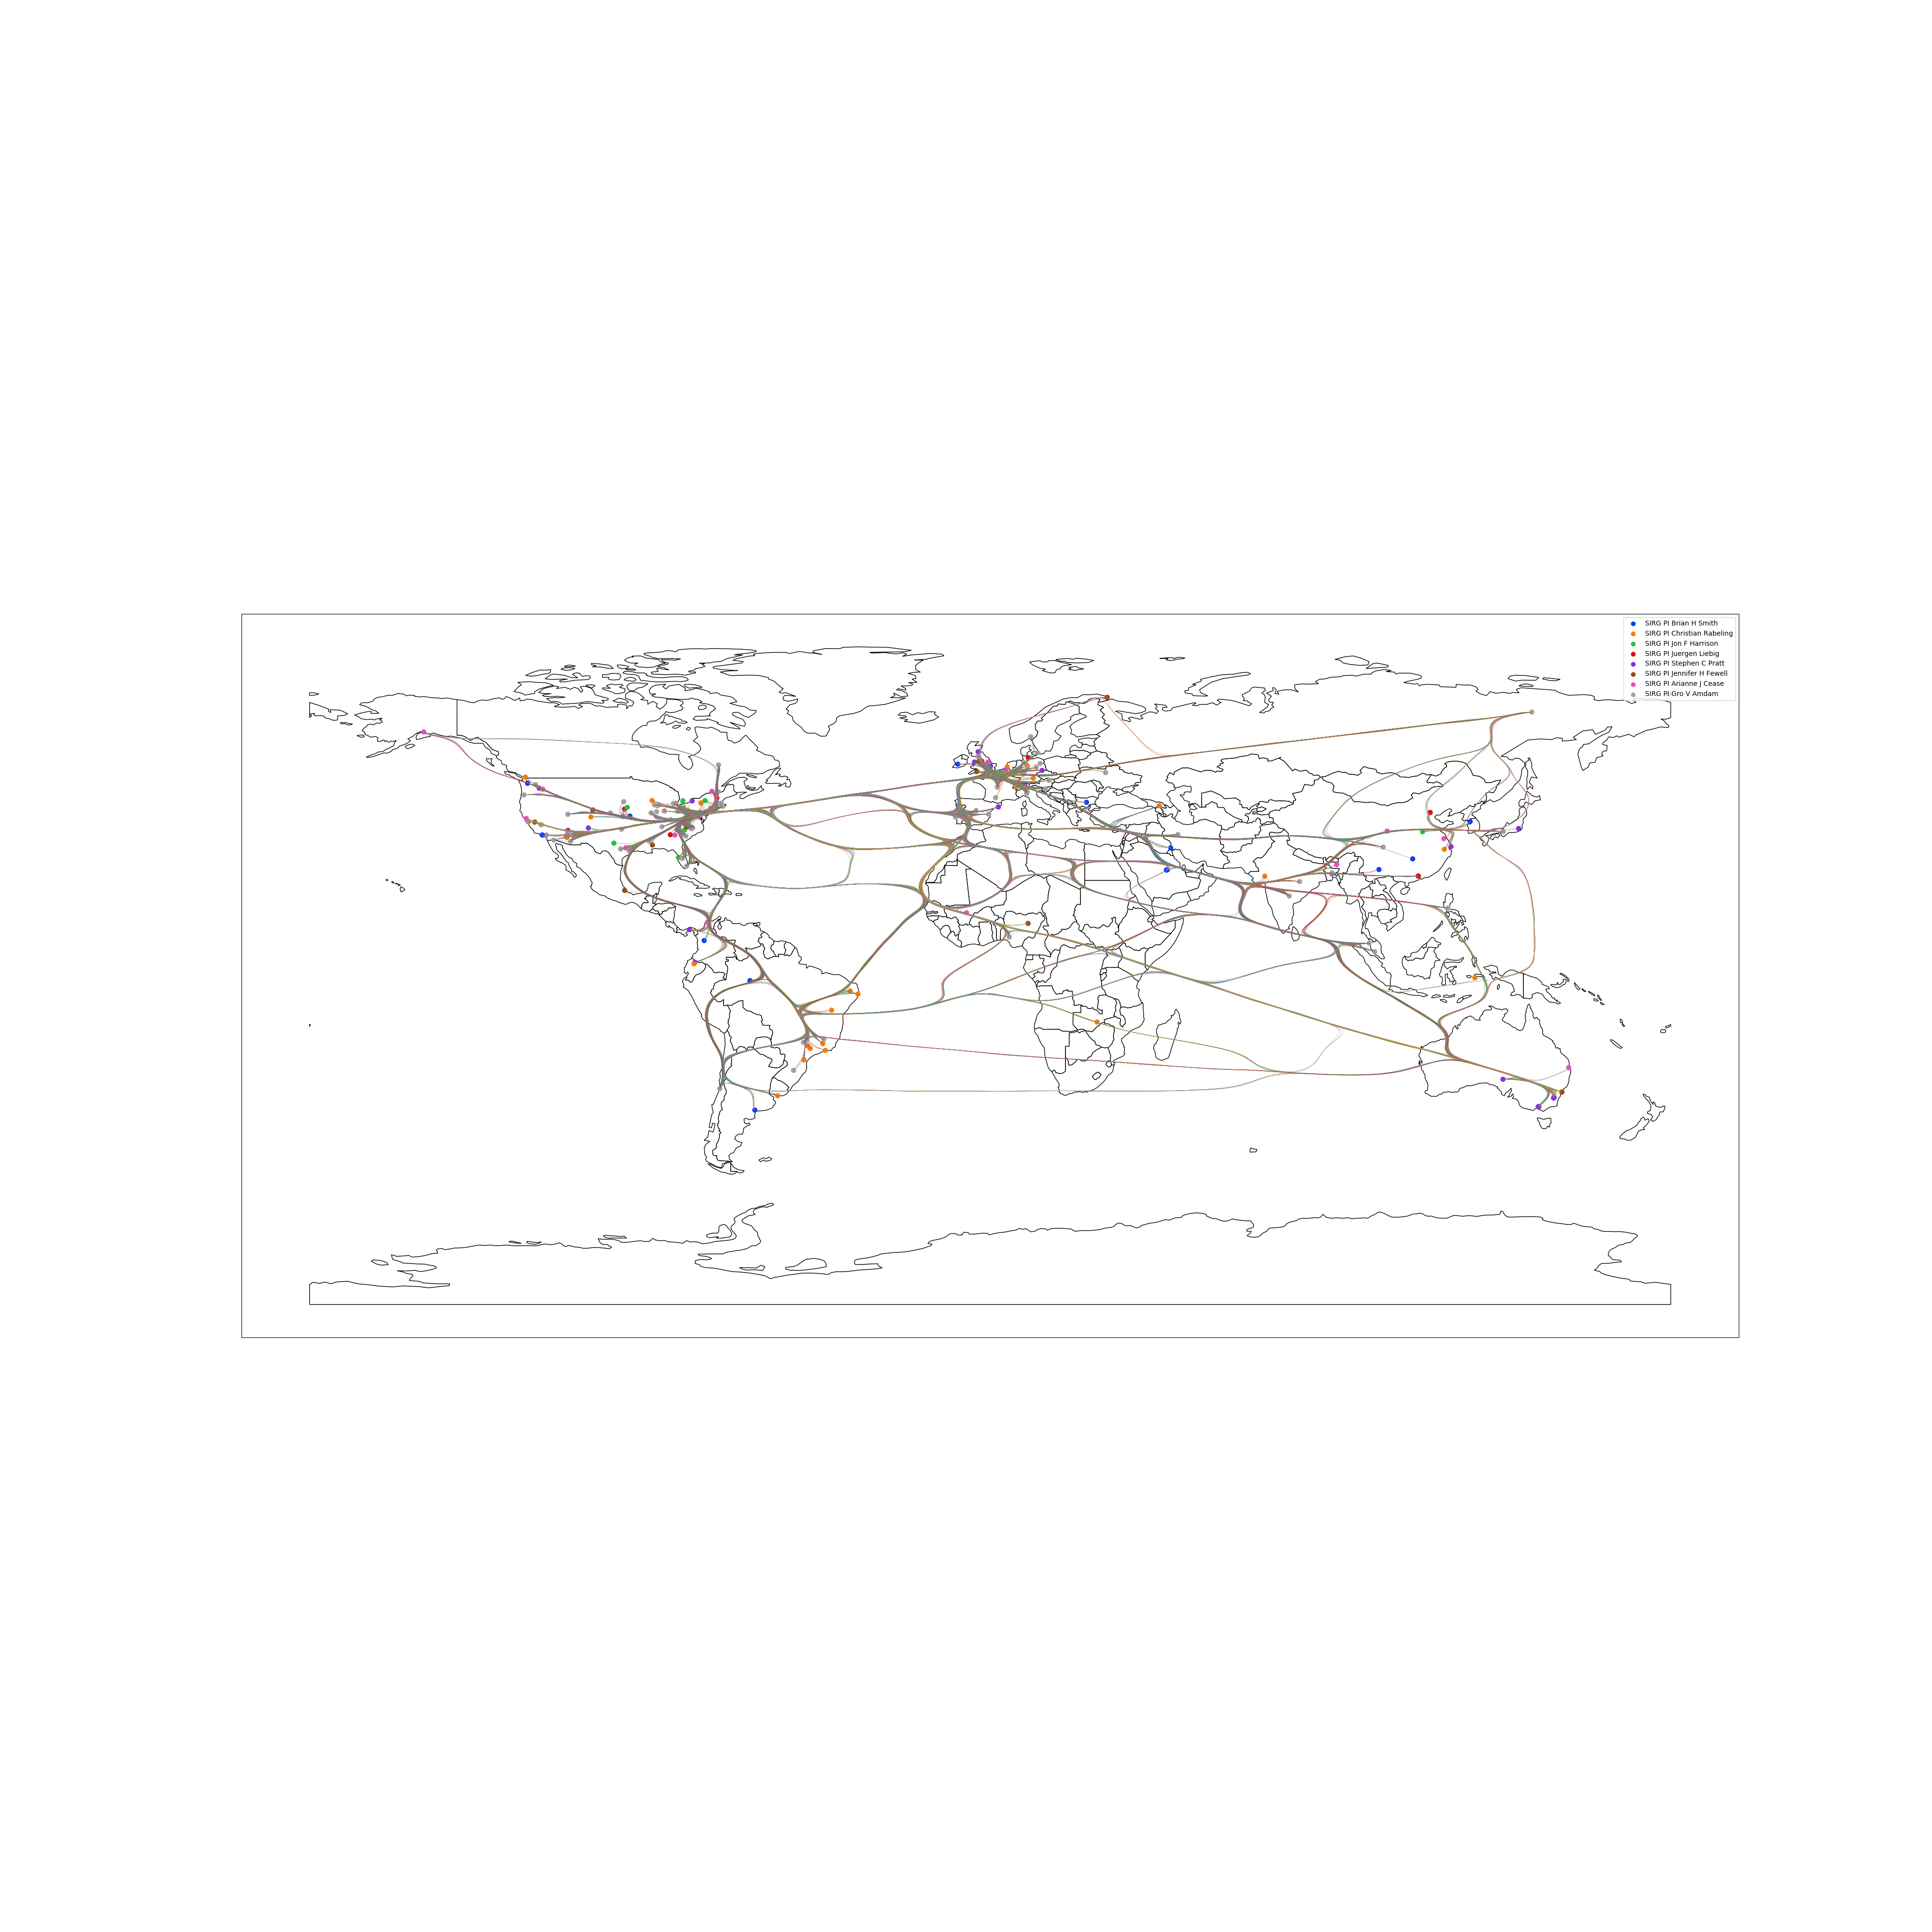 SIRG PI Brian H Smith
SIRG PI Christian Rabeling
SIRG PI Jon F Harrison
SIRG PI Juergen Liebig
SIRG PI Stephen C Pratt
SIRG PI Jennifer H Fewell
SIRG PI Arianne J Cease
SIRG PI Gro V Amdam